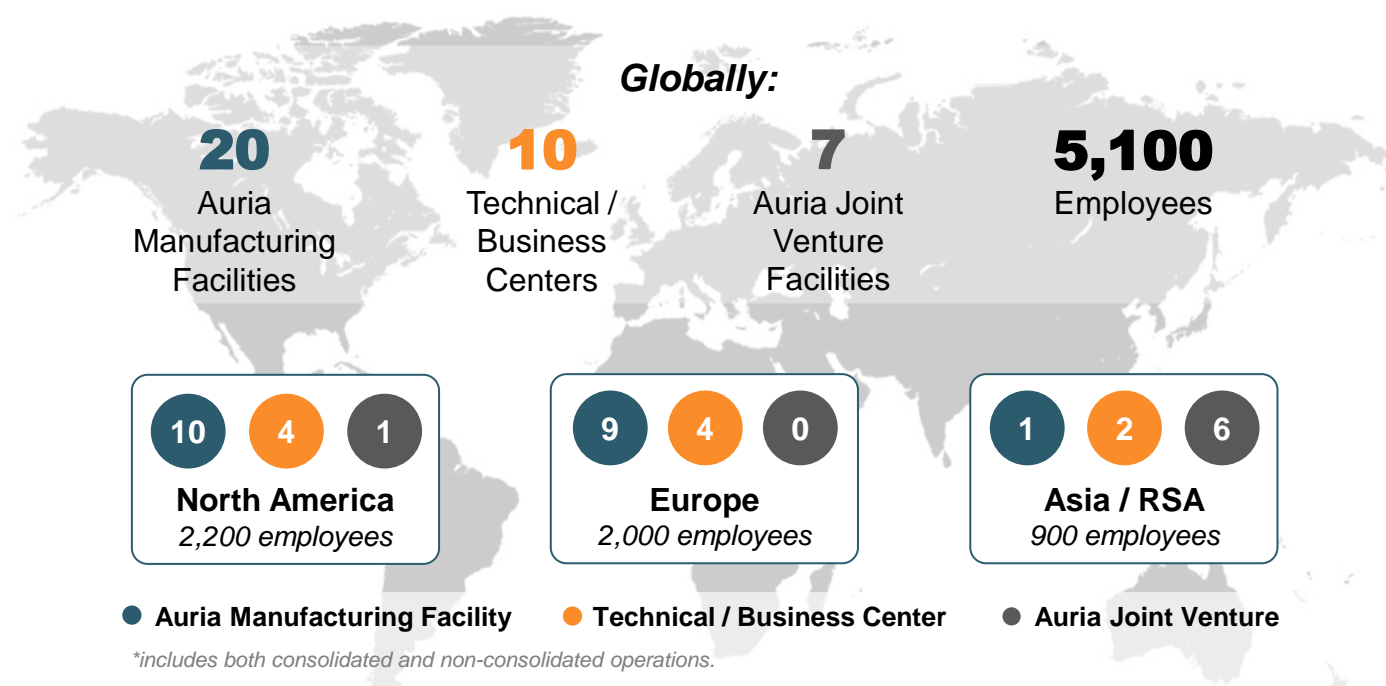 Globally:
20
Auria
Manufacturing
Facilities
10
Technical /
Business
Centers
7
Auria Joint
Venture
Facilities
5,100
Employees
10 4 1
North America
2,200 employees
9 4 0
Europe
2,000 employees
1 2 6
Asia / RSA
900 employees
Auria Manufacturing Facility
Technical / Business Center
Auria Joint Venture
*includes both consolidated and non-consolidated operations.